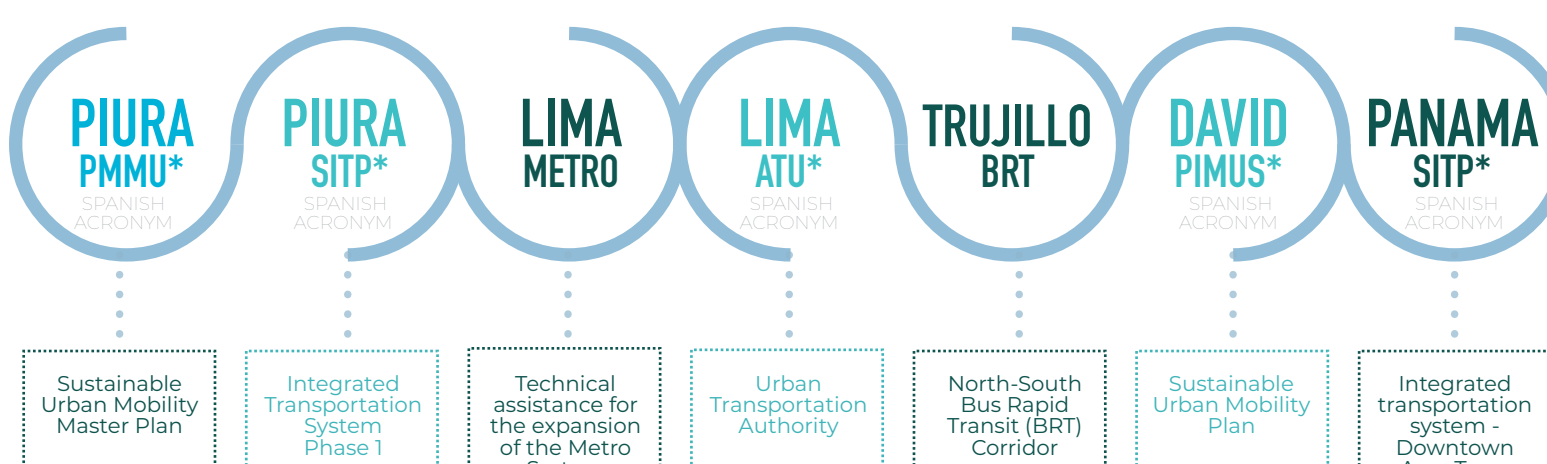 PIURA
PMMU*
SPANISH
ACRONYM
PIURA
SITP*
SPANISH
ACRONYM
LIMA
METRO
LIMA
ATU*
SPANISH
ACRONYM
TRUJILLO
BRT
DAVID
PIMUS*
SPANISH
ACRONYM
PANAMA
SITP*
SPANISH
ACRONYM
Sustainable
Urban Mobility
Master Plan
Integrated
Transportation
System
Phase 1
Technical
assistance for
the expansion
of the Metro
Urban
Transportation
Authority
North-South
Bus Rapid
Transit (BRT)
Corridor
Sustainable
Urban Mobility
Plan
Integrated
transportation
system -
Downtown